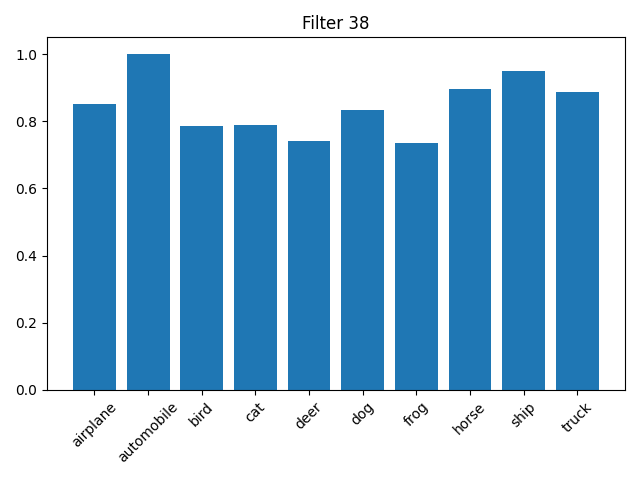 Filter 38
1.0
0.8
0.6
0.4
0.2
0.0
airplane
automobile
bird
cat
deer
dog
frog
horse
ship
truck